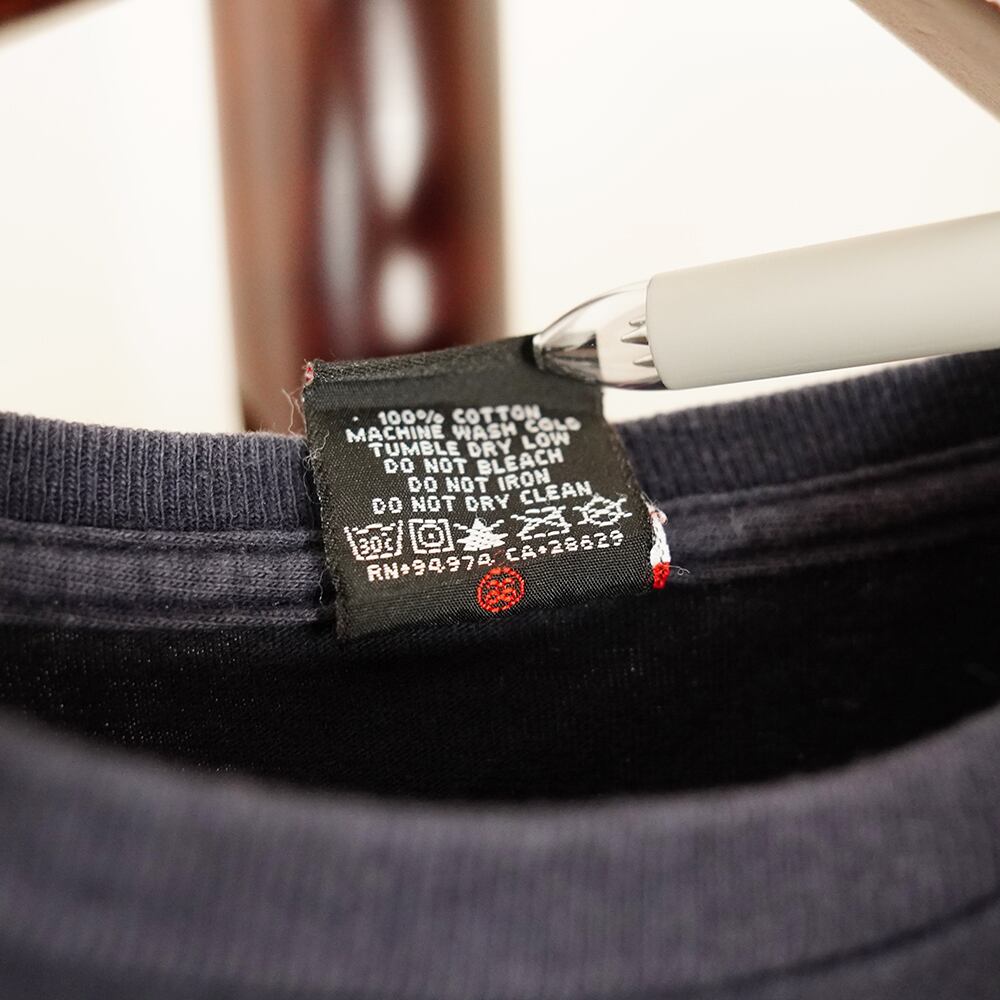 100% COTTON
MACHINE WASH COLD
TUMBLE DRY LOW
DO NOT BLEACH
DO NOT IRON
DO NOT DRY CLEAN
30
RN•94974 CA•28629